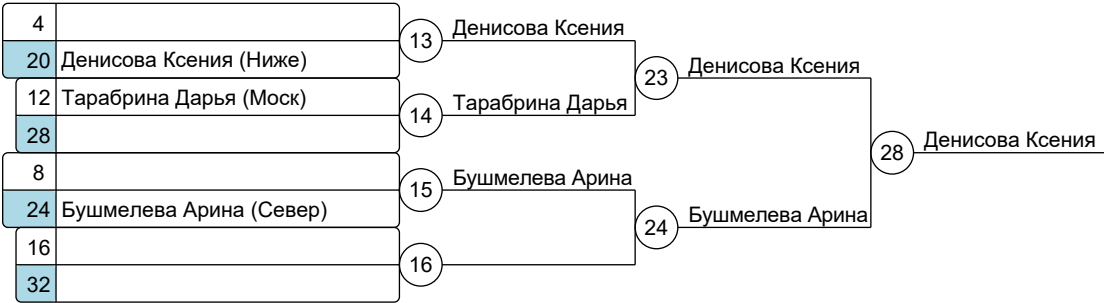 4
13 Денисова Ксения
20 Денисова Ксения (Ниже)
23 Денисова Ксения
12 Тарабрина Дарья (Моск)
14 Тарабрина Дарья
28
28 Денисова Ксения
8
15 Бушмелева Арина
24 Бушмелева Арина (Север)
24 Бушмелева Арина
16
16
32